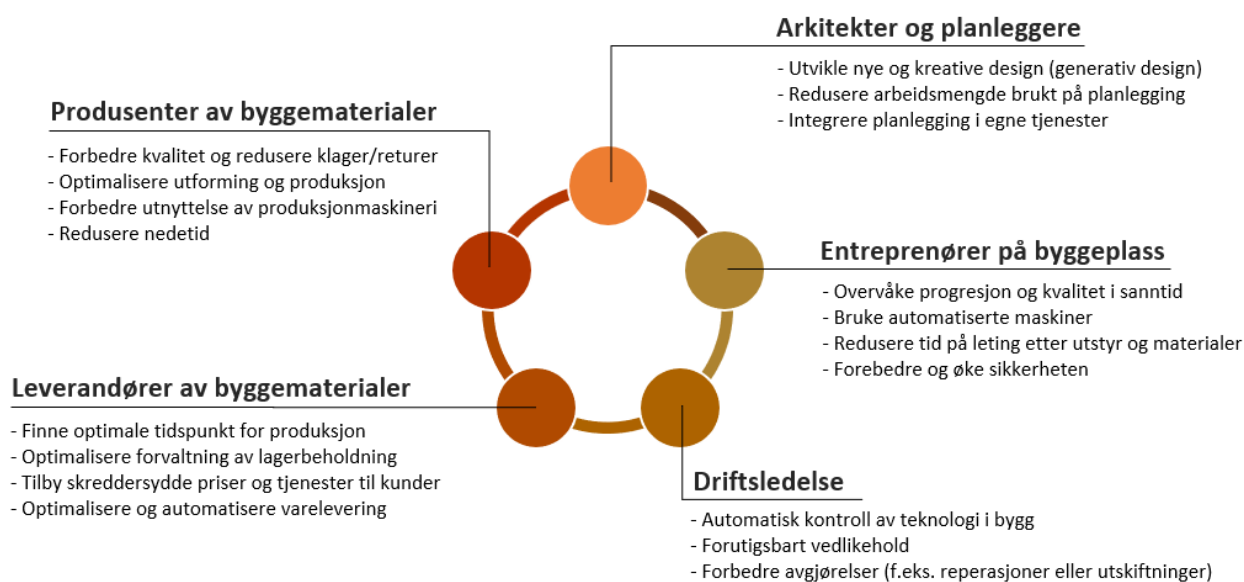 Arkitekter og planleggere
- Utvikle nye og kreative design (generativ design)
- Redusere arbeidsmengde brukt på planlegging
- Integrere planlegging i egne tjenester
Produsenter av byggematerialer
- Forbedre kvalitet og redusere klager/returer
- Optimalisere utforming og produksjon
- Forbedre utnyttelse av produksjonmaskineri
- Redusere nedetid
Entreprenører på byggeplass
- Overvåke progresjon og kvalitet i sanntid
- Bruke automatiserte maskiner
- Redusere tid på leting etter utstyr og materialer
- Forebedre og øke sikkerheten
Leverandører av byggematerialer
- Finne optimale tidspunkt for produksjon
- Optimalisere forvaltning av lagerbeholdning
- Tilby skreddersydde priser og tjenester til kunder
- Optimalisere og automatisere varelevering
Driftsledelse
- Automatisk kontroll av teknologi i bygg
- Forutigsbart vedlikehold
- Forbedre avgjørelser (f.eks. reperasjoner eller utskiftninger)